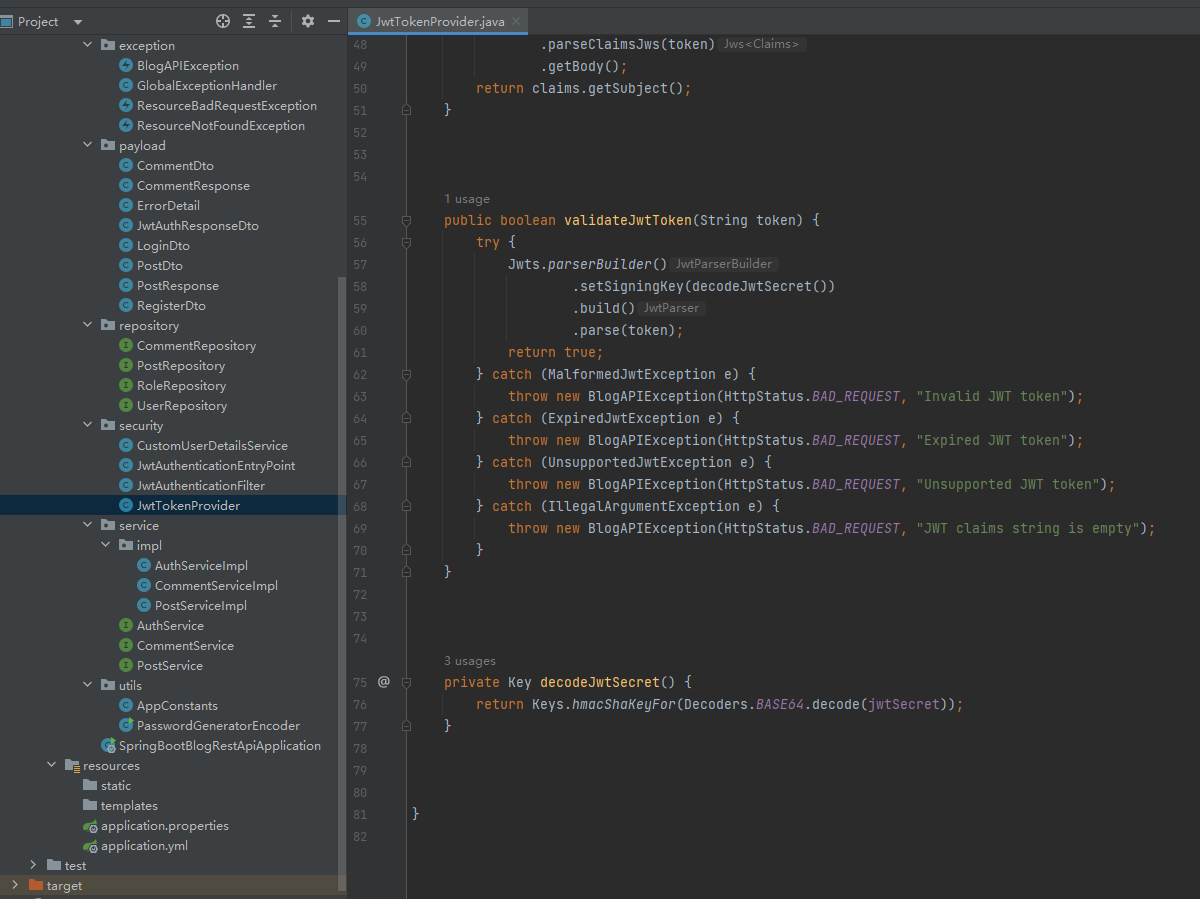 Project
JwtTokenProvider.java
exception
BlogAPIException
GlobalExceptionHandler
ResourceBadRequestException
ResourceNotFoundException
payload
CommentDto
CommentResponse
ErrorDetail
JwtAuthResponseDto
LoginDto
PostDto
PostResponse
RegisterDto
repository
CommentRepository
PostRepository
RoleRepository
UserRepository
security
CustomUserDetailsService
JwtAuthenticationEntryPoint
JwtAuthenticationFilter
JwtTokenProvider
service
impl
AuthServiceImpl
CommentServiceImpl
PostServiceImpl
AuthService
CommentService
PostService
utils
AppConstants
PasswordGeneratorEncoder
SpringBootBlogRestApiApplication
resources
static
templates
application.properties
application.yml
test
target
48 .parseClaimsJws(token) Jws<Claims>
49 .getBody();
50 return claims.getSubject();
51 }
52
53
54
1 usage
55 public boolean validateJwtToken(String token) {
56 try {
57 Jwts.parserBuilder() JwtParserBuilder
58 .setSigningKey(decodeJwtSecret())
59 .build() JwtParser
60 .parse(token);
61 return true;
62 } catch (MalformedJwtException e) {
63 throw new BlogAPIException(HttpStatus.BAD_REQUEST, "Invalid JWT token");
64 } catch (ExpiredJwtException e) {
65 throw new BlogAPIException(HttpStatus.BAD_REQUEST, "Expired JWT token");
66 } catch (UnsupportedJwtException e) {
67 throw new BlogAPIException(HttpStatus.BAD_REQUEST, "Unsupported JWT token");
68 } catch (IllegalArgumentException e) {
69 throw new BlogAPIException(HttpStatus.BAD_REQUEST, "JWT claims string is empty");
70 }
71 }
72
73
74
3 usages
75 @ private Key decodeJwtSecret() {
76 return Keys.hmacShaKeyFor(Decoders.BASE64.decode(jwtSecret));
77 }
78
79
80
81 }
82